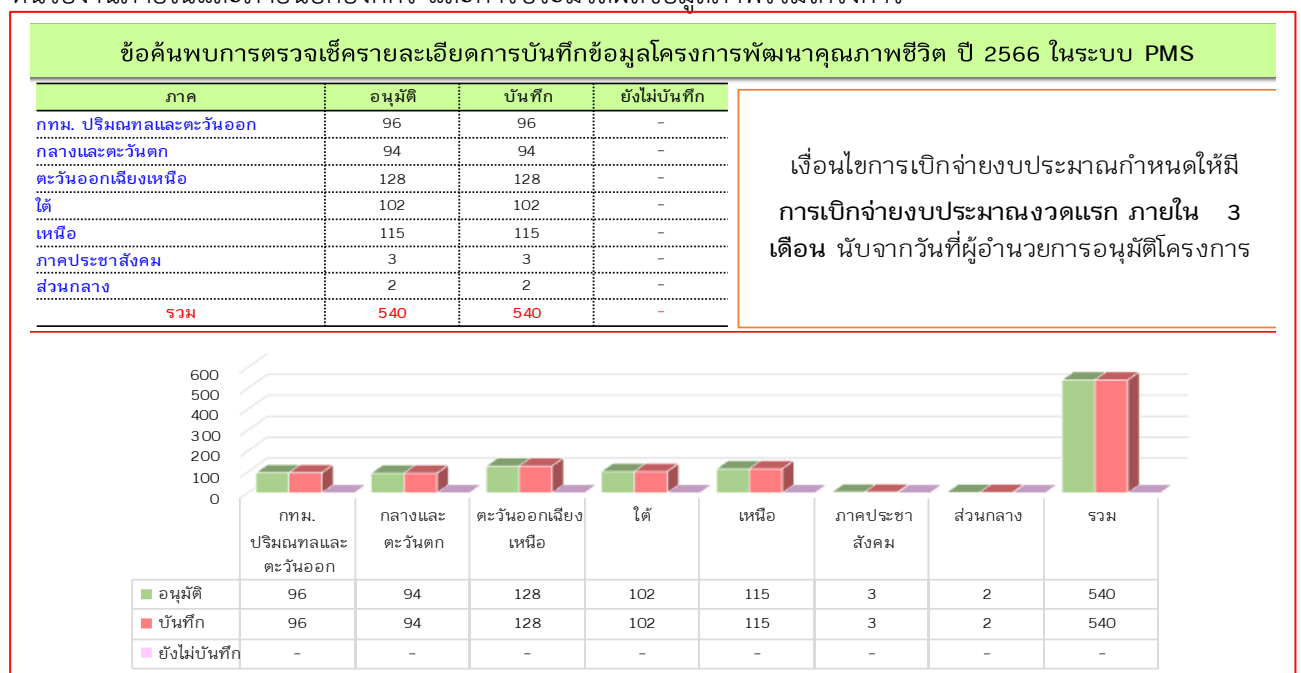 ข้อค้นพบการตรวจเช็ครายละเอียดการบันทึกข้อมูลโครงการพัฒนาคุณภาพชีวิต ปี 2566 ในระบบ PMS
ภาค อนุมัติ บันทึก ยังไม่บันทึก
กทม. ปริมณฑลและตะวันออก 96 96 -
กลางและตะวันตก 94 94 -
ตะวันออกเฉียงเหนือ 128 128 -
ใต้ 102 102 -
เหนือ 115 115 -
ภาคประชาสังคม 3 3 -
ส่วนกลาง 2 2 -
รวม 540 540 -
เงื่อนไขการเบิกจ่ายงบประมาณกำหนดให้มี
การเบิกจ่ายงบประมาณงวดแรก ภายใน 3
เดือน นับจากวันที่ผู้อำนวยการอนุมัติโครงการ
600
500
400
300
200
100
0
กทม. กลางและ ตะวันออกเฉียง ใต้ เหนือ ภาคประชา ส่วนกลาง รวม
ปริมณฑลและ ตะวันตก เหนือ สังคม
ตะวันออก
อนุมัติ 96 94 128 102 115 3 2 540
บันทึก 96 94 128 102 115 3 2 540
ยังไม่บันทึก - - - - - - - -